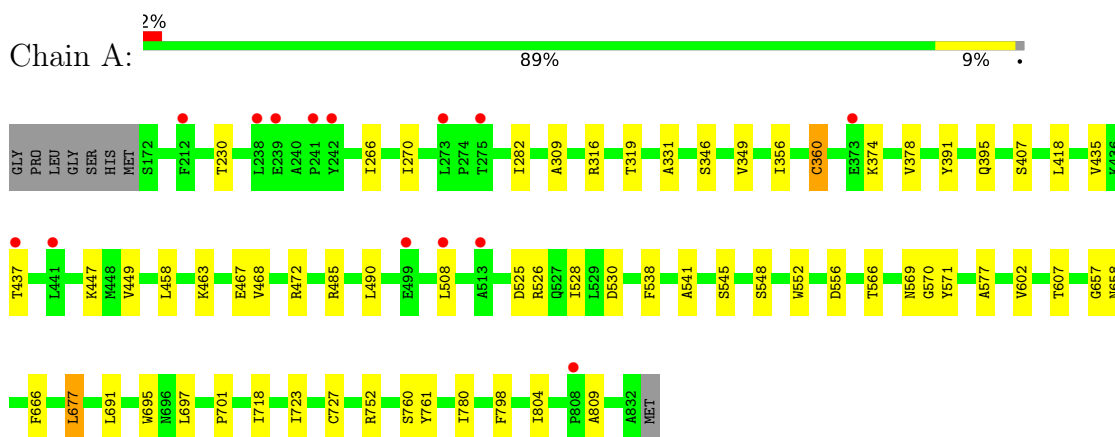 2%
Chain A:
89% 9% •
GLY PRO LEU GLY SER HIS MET S172 F212 T230 L238 E239 A240 P241 Y242 I266 I270 L273 P274 T275 I282 A309 R316 T319 A331 S346 V349 I356 C360 E373 K374 V378 Y391 Q395 S407 L418 V435 K436
T437 L441 K447 M448 V449 L458 K463 E467 V468 R472 R485 L490 E499 L508 A513 D525 R526 Q527 I528 L529 D530 F538 A541 S545 S548 W552 D556 T566 N569 G570 Y571 A577 V602 T607 G657 N658
F666 L677 L691 W695 N696 L697 P701 I718 I723 C727 R752 S760 Y761 I780 F798 I804 P808 A809 A832 MET